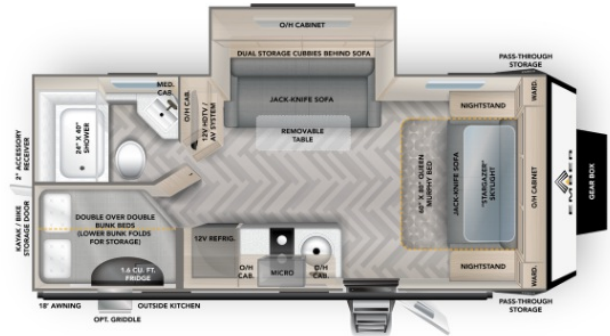 O/H CABINET
DUAL STORAGE CUBBIES BEHIND SOFA
JACK-KNIFE SOFA
REMOVABLE
TABLE
PASS-THROUGH
STORAGE
MED.
CAB.
O/H CAB.
12V HDTV /
AV SYSTEM
24" X 40"
SHOWER
2" ACCESSORY
RECEIVER
NIGHTSTAND
WARD.
60" X 80" QUEEN
MURPHY BED
JACK-KNIFE SOFA
"STARGAZER"
SKYLIGHT
O/H CABINET
EMBER
GEAR BOX
KAYAK / BIKE
STORAGE DOOR
DOUBLE OVER DOUBLE
BUNK BEDS
(LOWER BUNK FOLDS
FOR STORAGE)
1.6 CU. FT.
FRIDGE
12V REFRIG.
O/H
CAB.
MICRO
O/H
CAB.
NIGHTSTAND
WARD.
PASS-THROUGH
STORAGE
18' AWNING
OUTSIDE KITCHEN
OPT. GRIDDLE